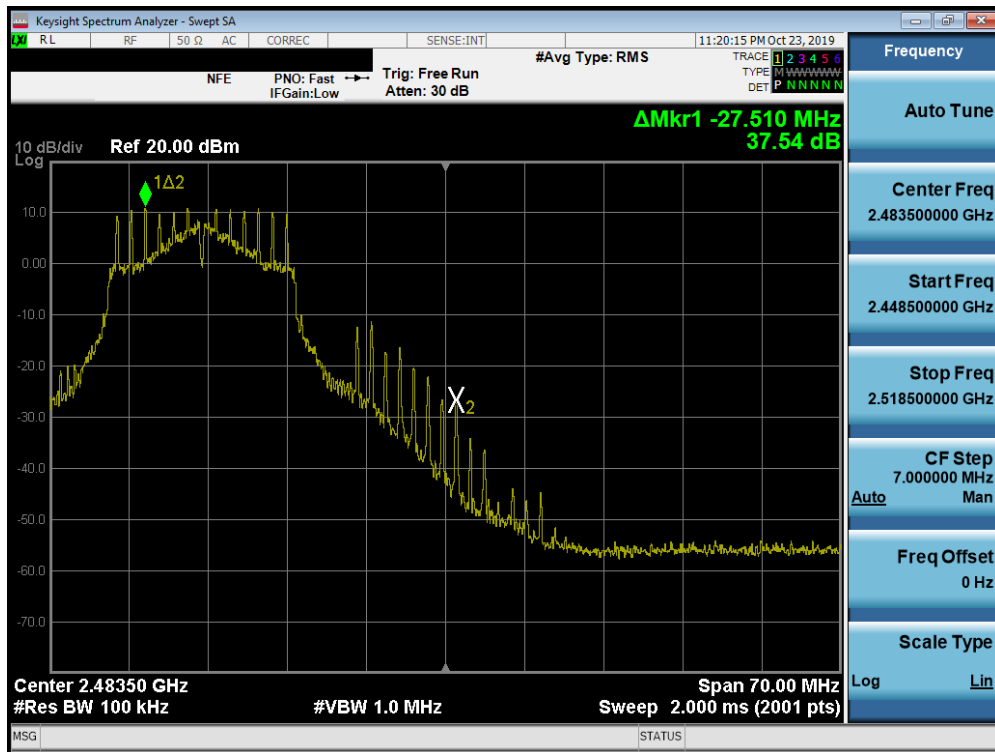 Keysight Spectrum Analyzer - Swept SA
LXI RL RF 50 Ω AC CORREC SENSE:INT 11:20:15 PM Oct 23, 2019
NFE PNO: Fast Trig: Free Run #Avg Type: RMS TRACE 1 2 3 4 5 6
IFGain:Low Atten: 30 dB TYPE M WWWWW
DET P N N N N N
ΔMkr1 -27.510 MHz
37.54 dB
10 dB/div Ref 20.00 dBm
Log
1Δ2
10.0
0.00
-10.0
-20.0
-30.0
X2
-40.0
-50.0
-60.0
-70.0
Center 2.48350 GHz Span 70.00 MHz
#Res BW 100 kHz #VBW 1.0 MHz Sweep 2.000 ms (2001 pts)
MSG STATUS
Frequency
Auto Tune
Center Freq
2.483500000 GHz
Start Freq
2.448500000 GHz
Stop Freq
2.518500000 GHz
CF Step
7.000000 MHz
Auto Man
Freq Offset
0 Hz
Scale Type
Log Lin